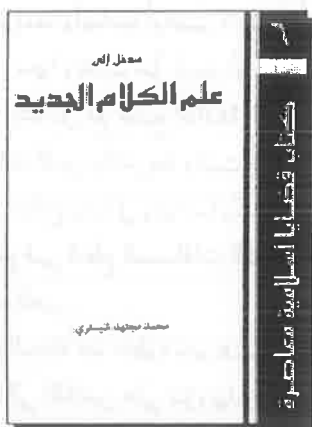 مدخل إلى
علم الكلام الجديد
محمد مجتهد شبستري
كتاب قضايا إسلامية معاصرة